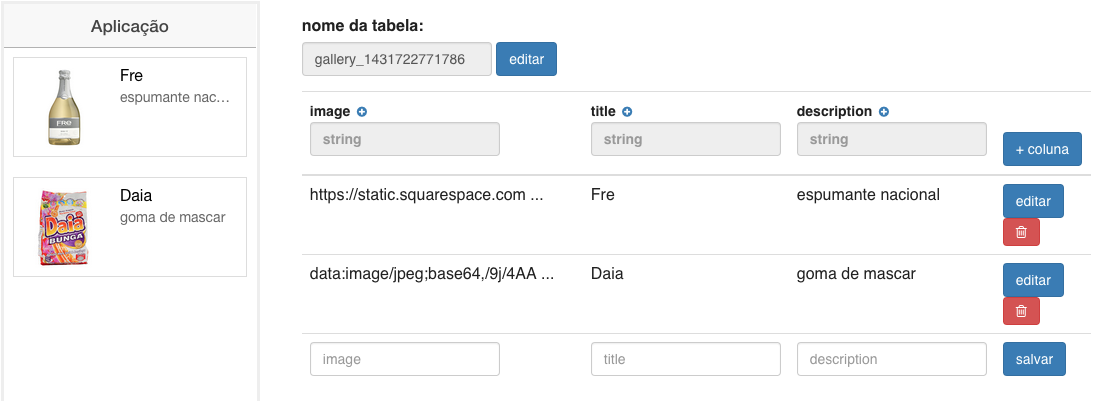 Aplicação
Fre
espumante nac…
FRE
Daia
goma de mascar
Daia
BUNGA
nome da tabela:
gallery_1431722771786 editar
image title description
string string string + coluna
https://static.squarespace.com ... Fre espumante nacional editar
data:image/jpeg;base64,/9j/4AA ... Daia goma de mascar editar
image title description salvar